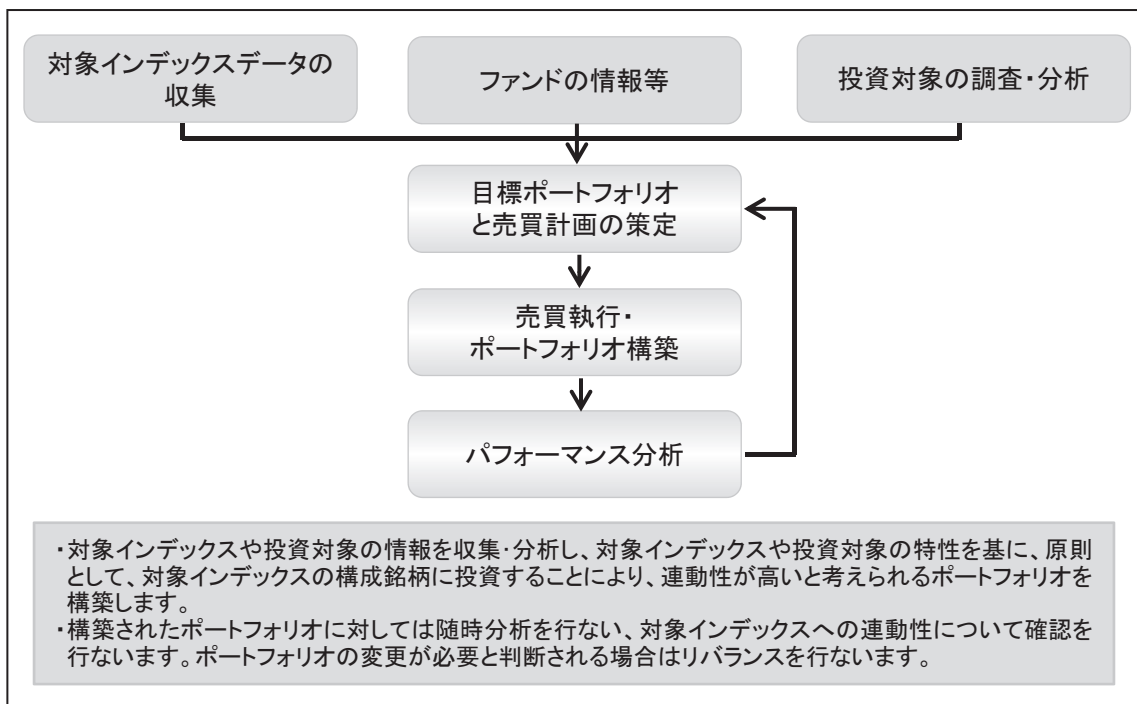 対象インデックスデータの
収集
ファンドの情報等
投資対象の調査・分析
目標ポートフォリオ
と売買計画の策定
売買執行・
ポートフォリオ構築
パフォーマンス分析
・対象インデックスや投資対象の情報を収集・分析し、対象インデックスや投資対象の特性を基に、原則
として、対象インデックスの構成銘柄に投資することにより、連動性が高いと考えられるポートフォリオを
構築します。
・構築されたポートフォリオに対しては随時分析を行ない、対象インデックスへの連動性について確認を
行ないます。ポートフォリオの変更が必要と判断される場合はリバランスを行ないます。